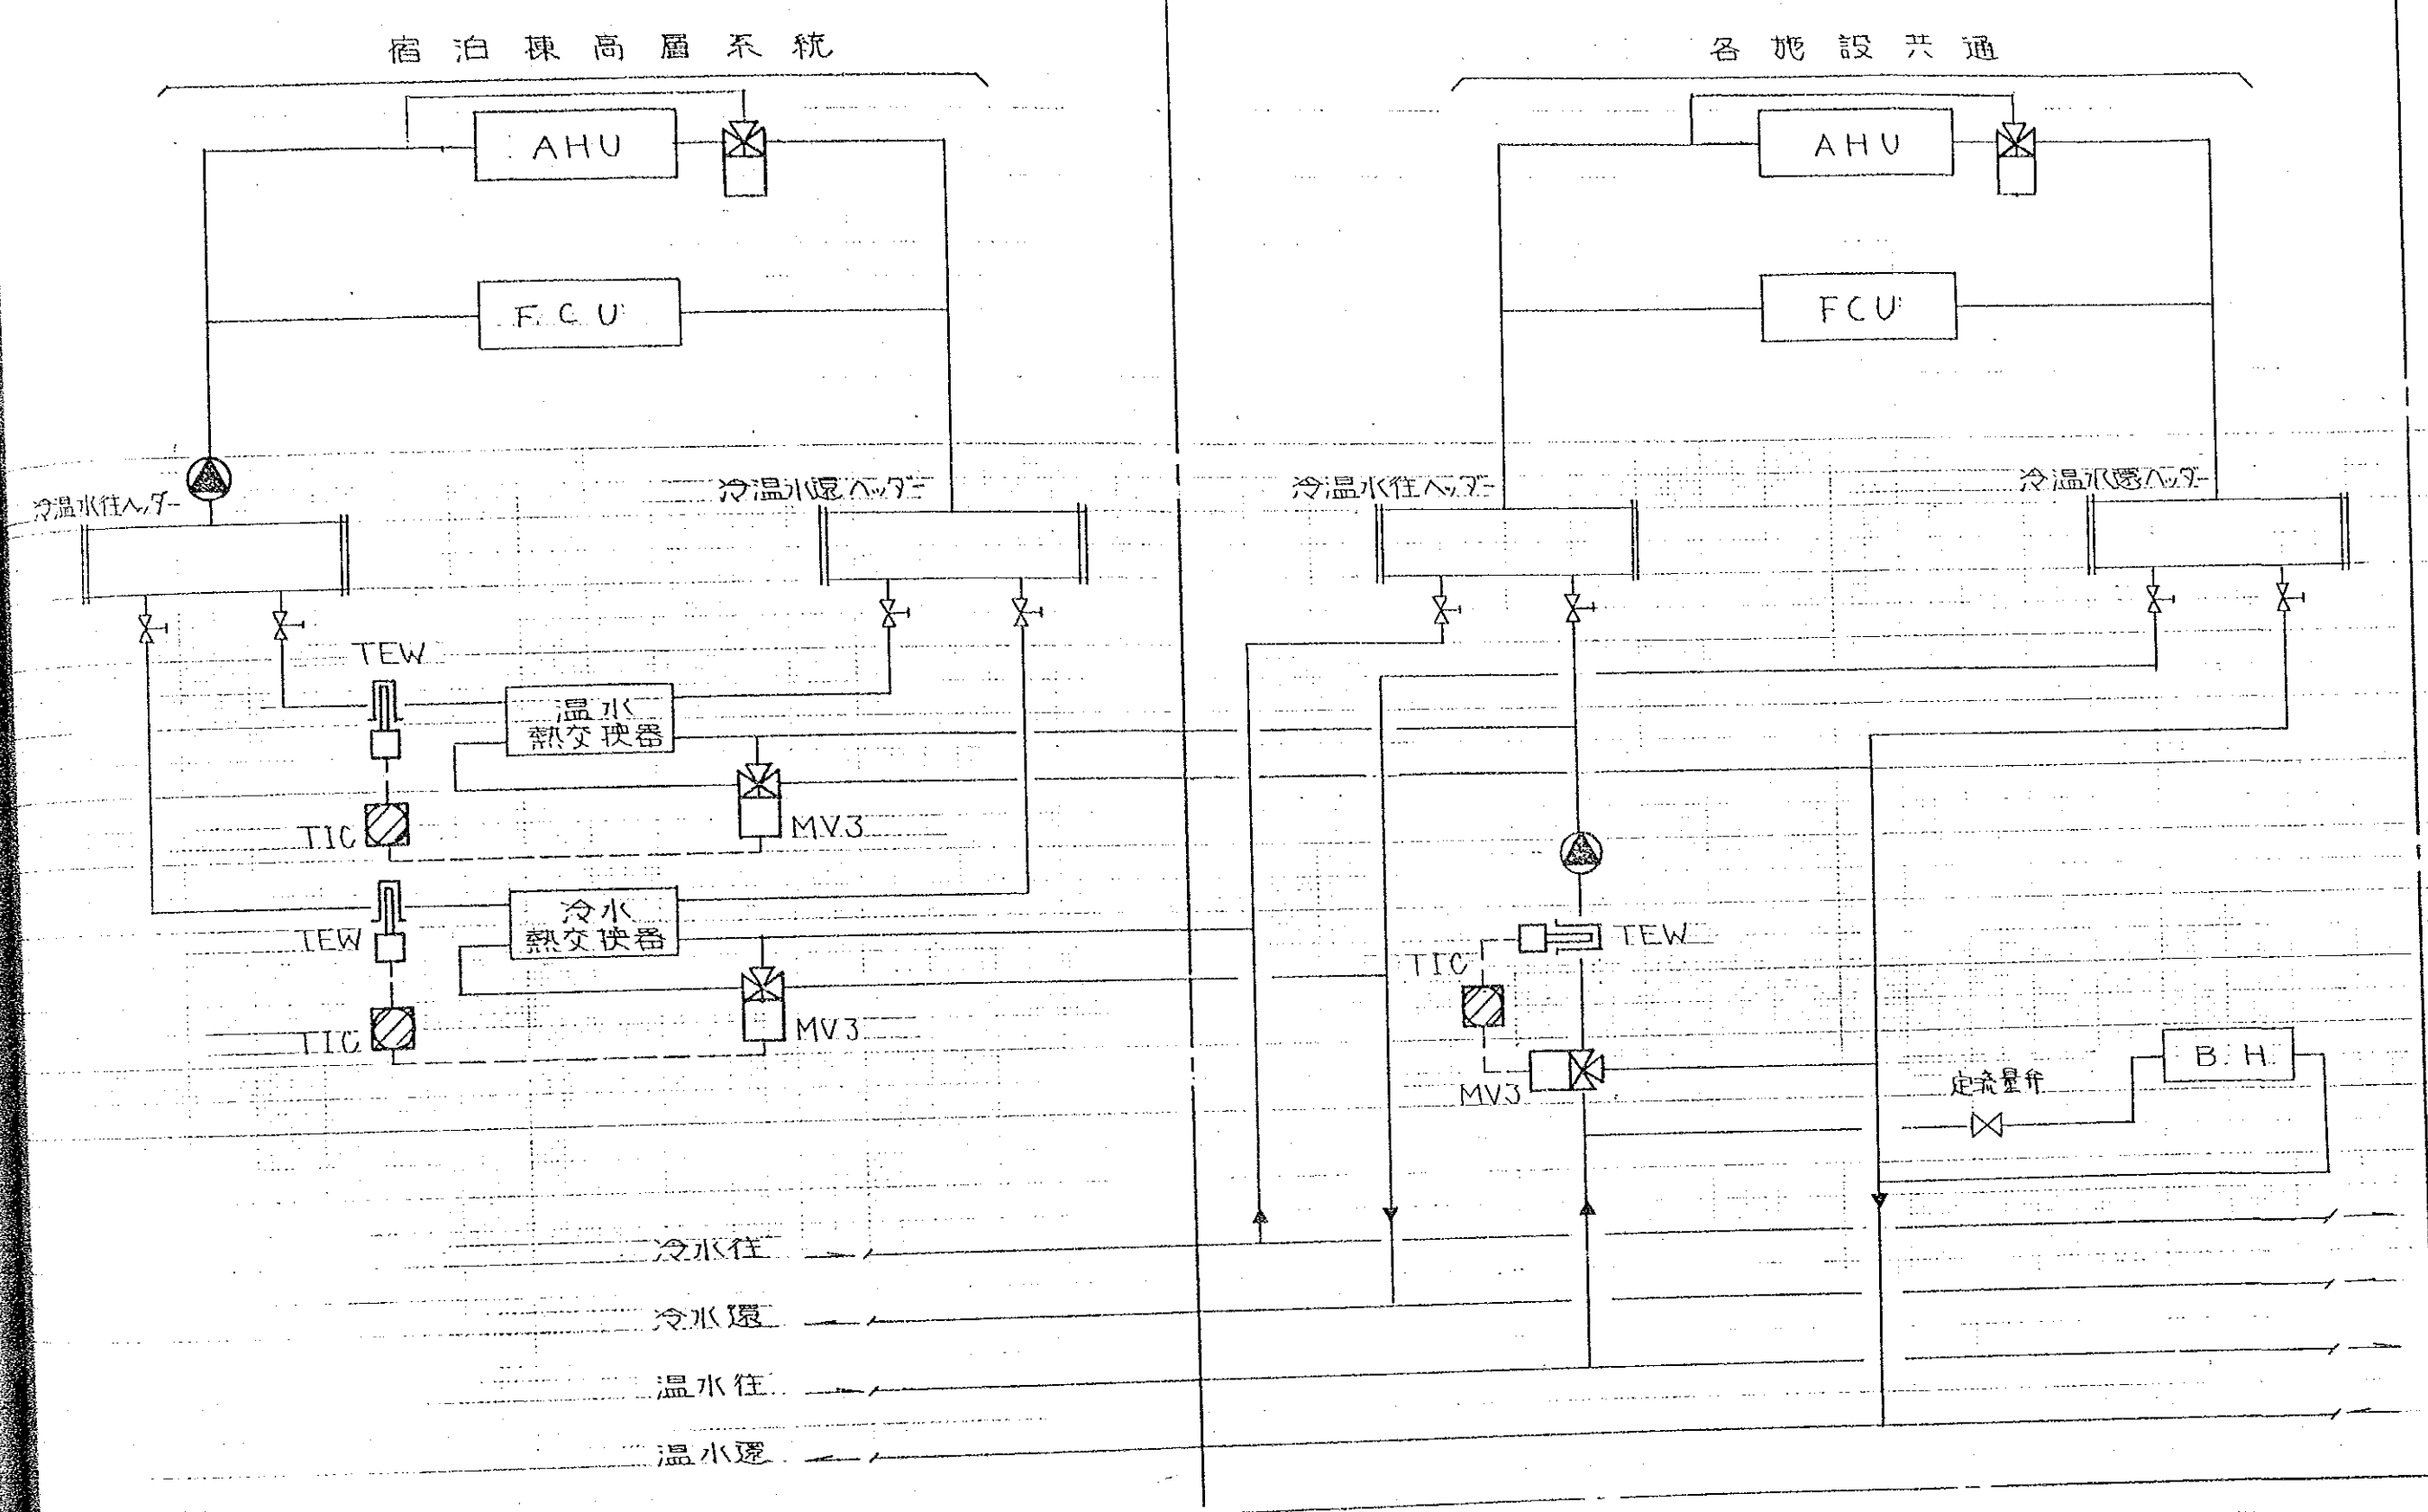 宿泊棟高層系統
AHU
FCU
冷温水往ヘッダー
冷温水還ヘッダー
TEW
温水
熱交換器
TIC
MV3
冷水
熱交換器
TEW
TIC
MV3
各施設共通
AHU
FCU
冷温水往ヘッダー
冷温水還ヘッダー
TEW
TIC
MV3
定流量弁
B.H.
冷水往
冷水還
温水往
温水還